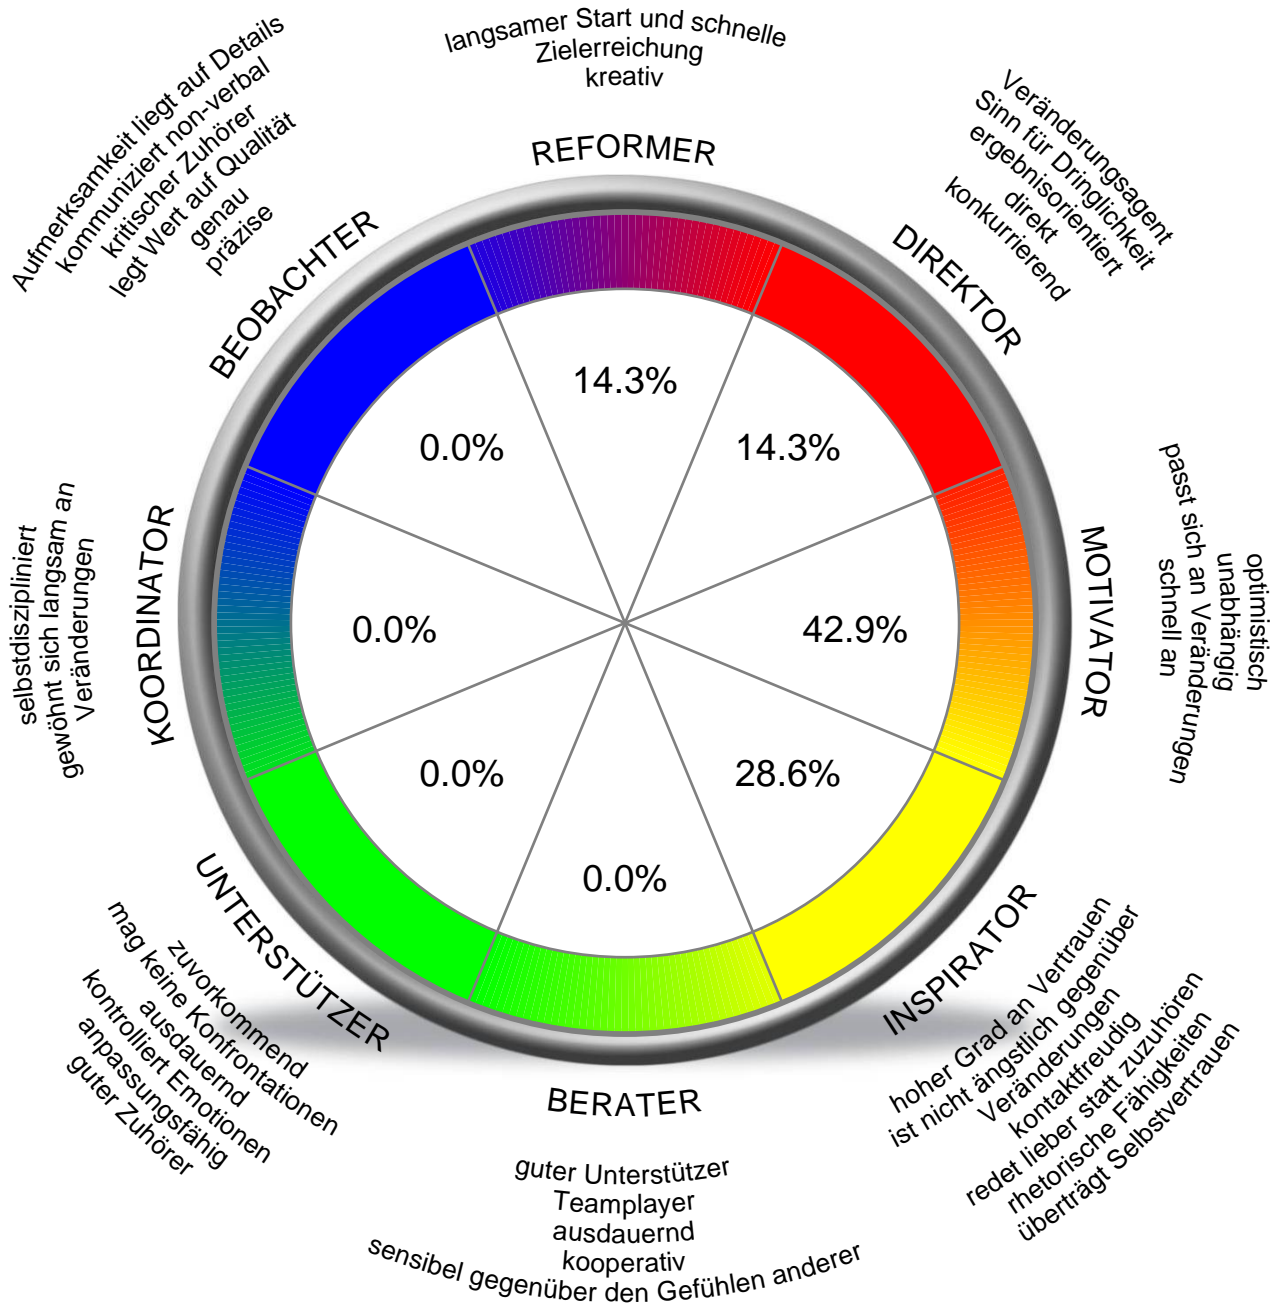 langsamer Start und schnelle
Zielerreichung
kreativ
REFORMER
14.3%
Veränderungsagent
Sinn für Dringlichkeit
ergebnisorientiert
direkt
konkurrierend
DIREKTOR
14.3%
optimistisch
unabhängig
passt sich an Veränderungen
schnell an
MOTIVATOR
42.9%
INSPIRATOR
28.6%
hoher Grad an Vertrauen
ist nicht ängstlich gegenüber
Veränderungen
kontaktfreudig
redet lieber statt zuzuhören
rhetorische Fähigkeiten
überträgt Selbstvertrauen
0.0%
BERATER
guter Unterstützer
Teamplayer
ausdauernd
kooperativ
sensibel gegenüber den Gefühlen anderer
0.0%
UNTERSTÜTZER
zuvorkommend
mag keine Konfrontationen
ausdauernd
kontrolliert Emotionen
anpassungsfähig
guter Zuhörer
0.0%
KOORDINATOR
selbstdiszipliniert
gewöhnt sich langsam an
Veränderungen
0.0%
BEOBACHTER
Aufmerksamkeit liegt auf Details
kommuniziert non-verbal
kritischer Zuhörer
legt Wert auf Qualität
genau
präzise